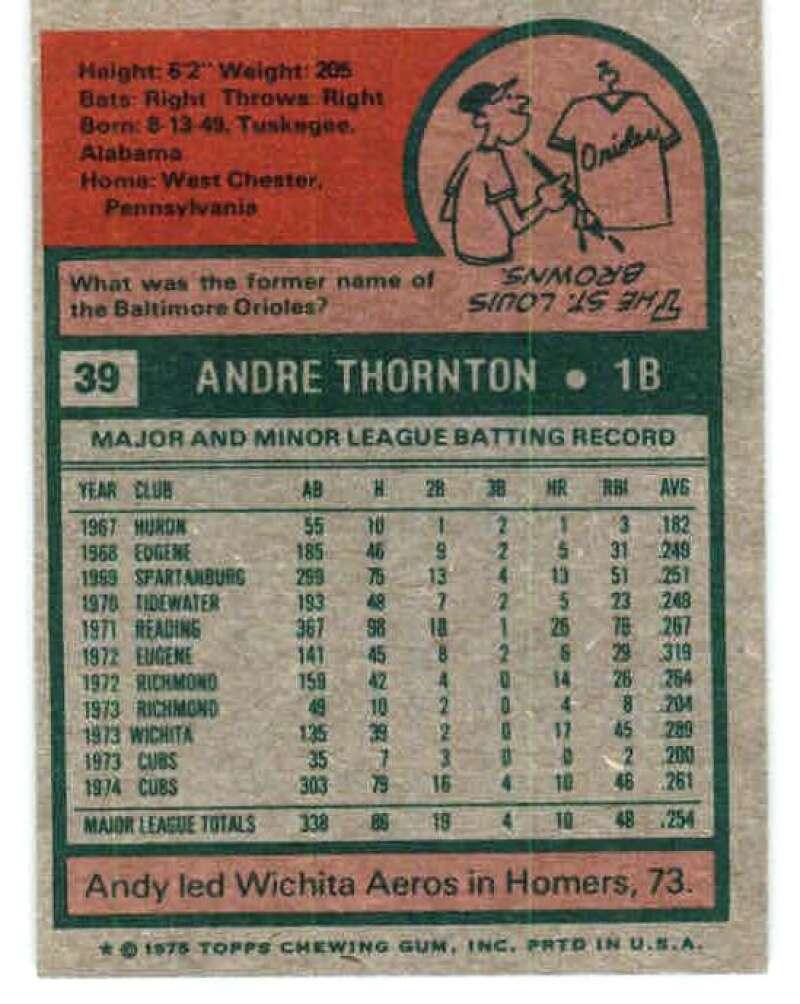 Height: 6'2" Weight: 205
Bats: Right Throws: Right
Born: 8-13-49, Tuskegee,
Alabama
Home: West Chester,
Pennsylvania
Orioles
What was the former name of
the Baltimore Orioles?
THE ST. LOUIS
BROWNS.
39 ANDRE THORNTON • 1B
MAJOR AND MINOR LEAGUE BATTING RECORD
YEAR CLUB AB H 2B 3B HR RBI AVG
1967 HURON 55 10 1 2 1 3 .182
1968 EUGENE 185 46 9 2 5 31 .249
1969 SPARTANBURG 299 75 13 4 13 51 .251
1970 TIDEWATER 193 48 7 2 5 23 .249
1971 READING 367 98 18 1 26 76 .267
1972 EUGENE 141 45 8 2 6 29 .319
1972 RICHMOND 159 42 4 0 14 26 .264
1973 RICHMOND 49 10 2 0 4 8 .204
1973 WICHITA 135 39 2 0 17 45 .289
1973 CUBS 35 7 3 0 0 2 .200
1974 CUBS 303 79 16 4 10 46 .261
MAJOR LEAGUE TOTALS 338 86 19 4 10 48 .254
Andy led Wichita Aeros in Homers, 73.
* © 1975 TOPPS CHEWING GUM, INC. PRTD IN U.S.A.